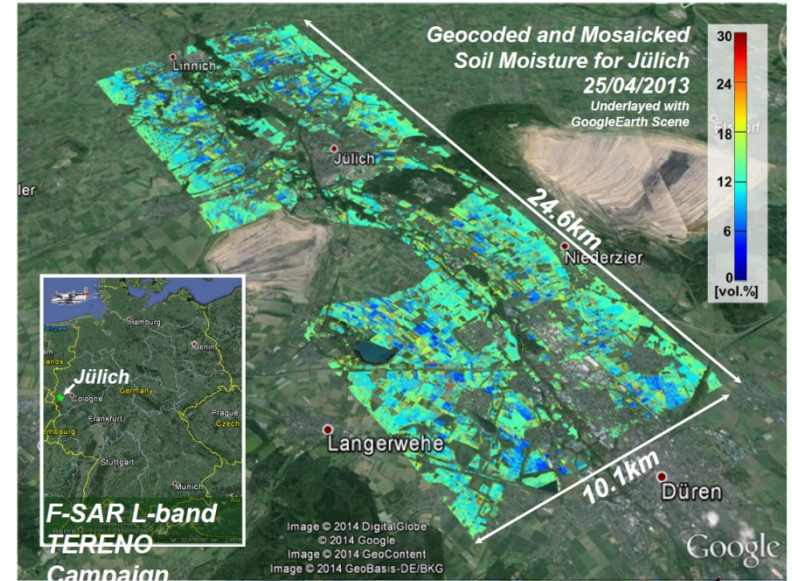 Geocoded and Mosaicked
Soil Moisture for Jülich
25/04/2013
Underlayed with
GoogleEarth Scene
30
24
18
12
6
0
[vol.%]
Linnich
Jülich
ler
24.6km
Niederzier
Langerwehe
10.1km
Düren
Hamburg
Jülich
Cologne
Germany
Frankfurt
Prague
Czech
Stuttgart
Munich
F-SAR L-band
TERENO
Campaign
Image © 2014 DigitalGlobe
© 2014 Google
Image © 2014 GeoContent
Image © 2014 GeoBasis-DE/BKG
Google